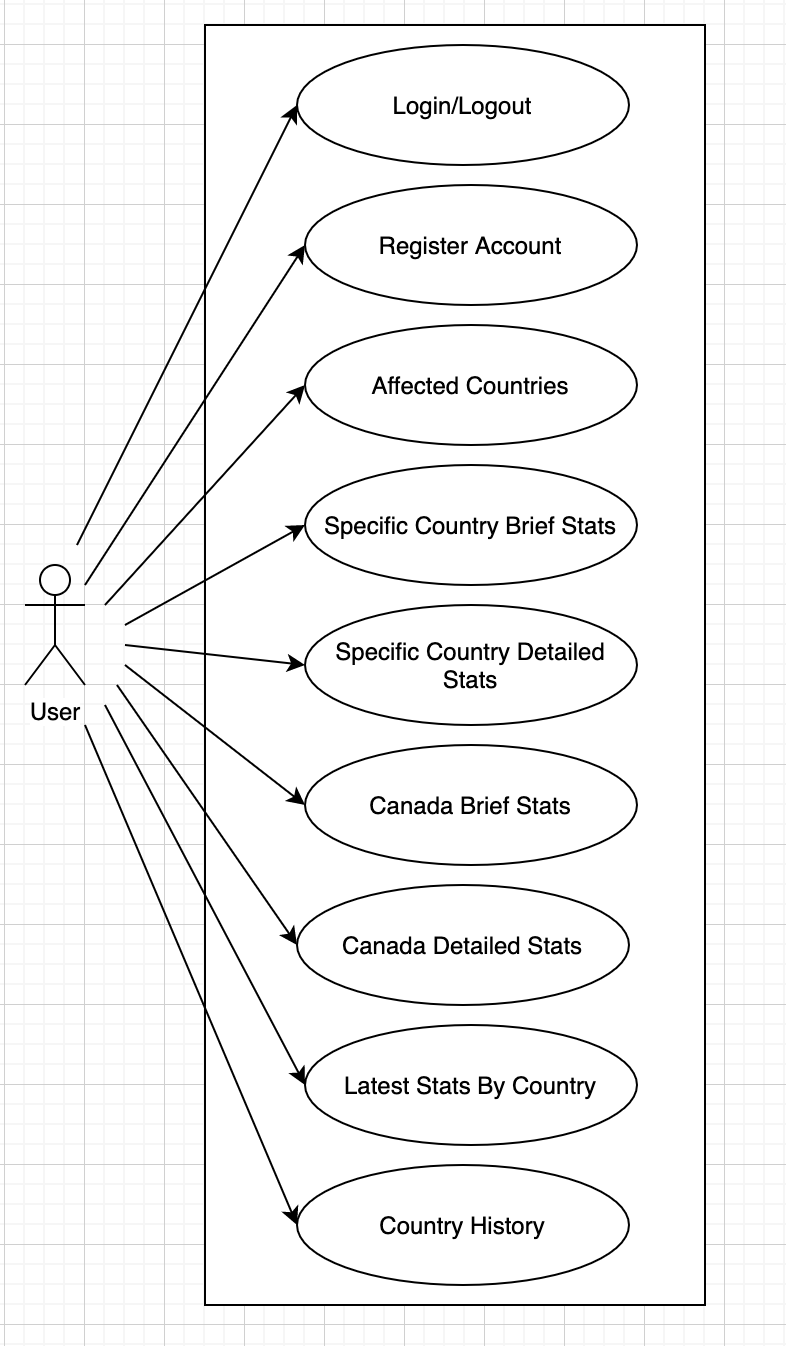 Login/Logout
Register Account
Affected Countries
Specific Country Brief Stats
Specific Country Detailed
Stats
User
Canada Brief Stats
Canada Detailed Stats
Latest Stats By Country
Country History